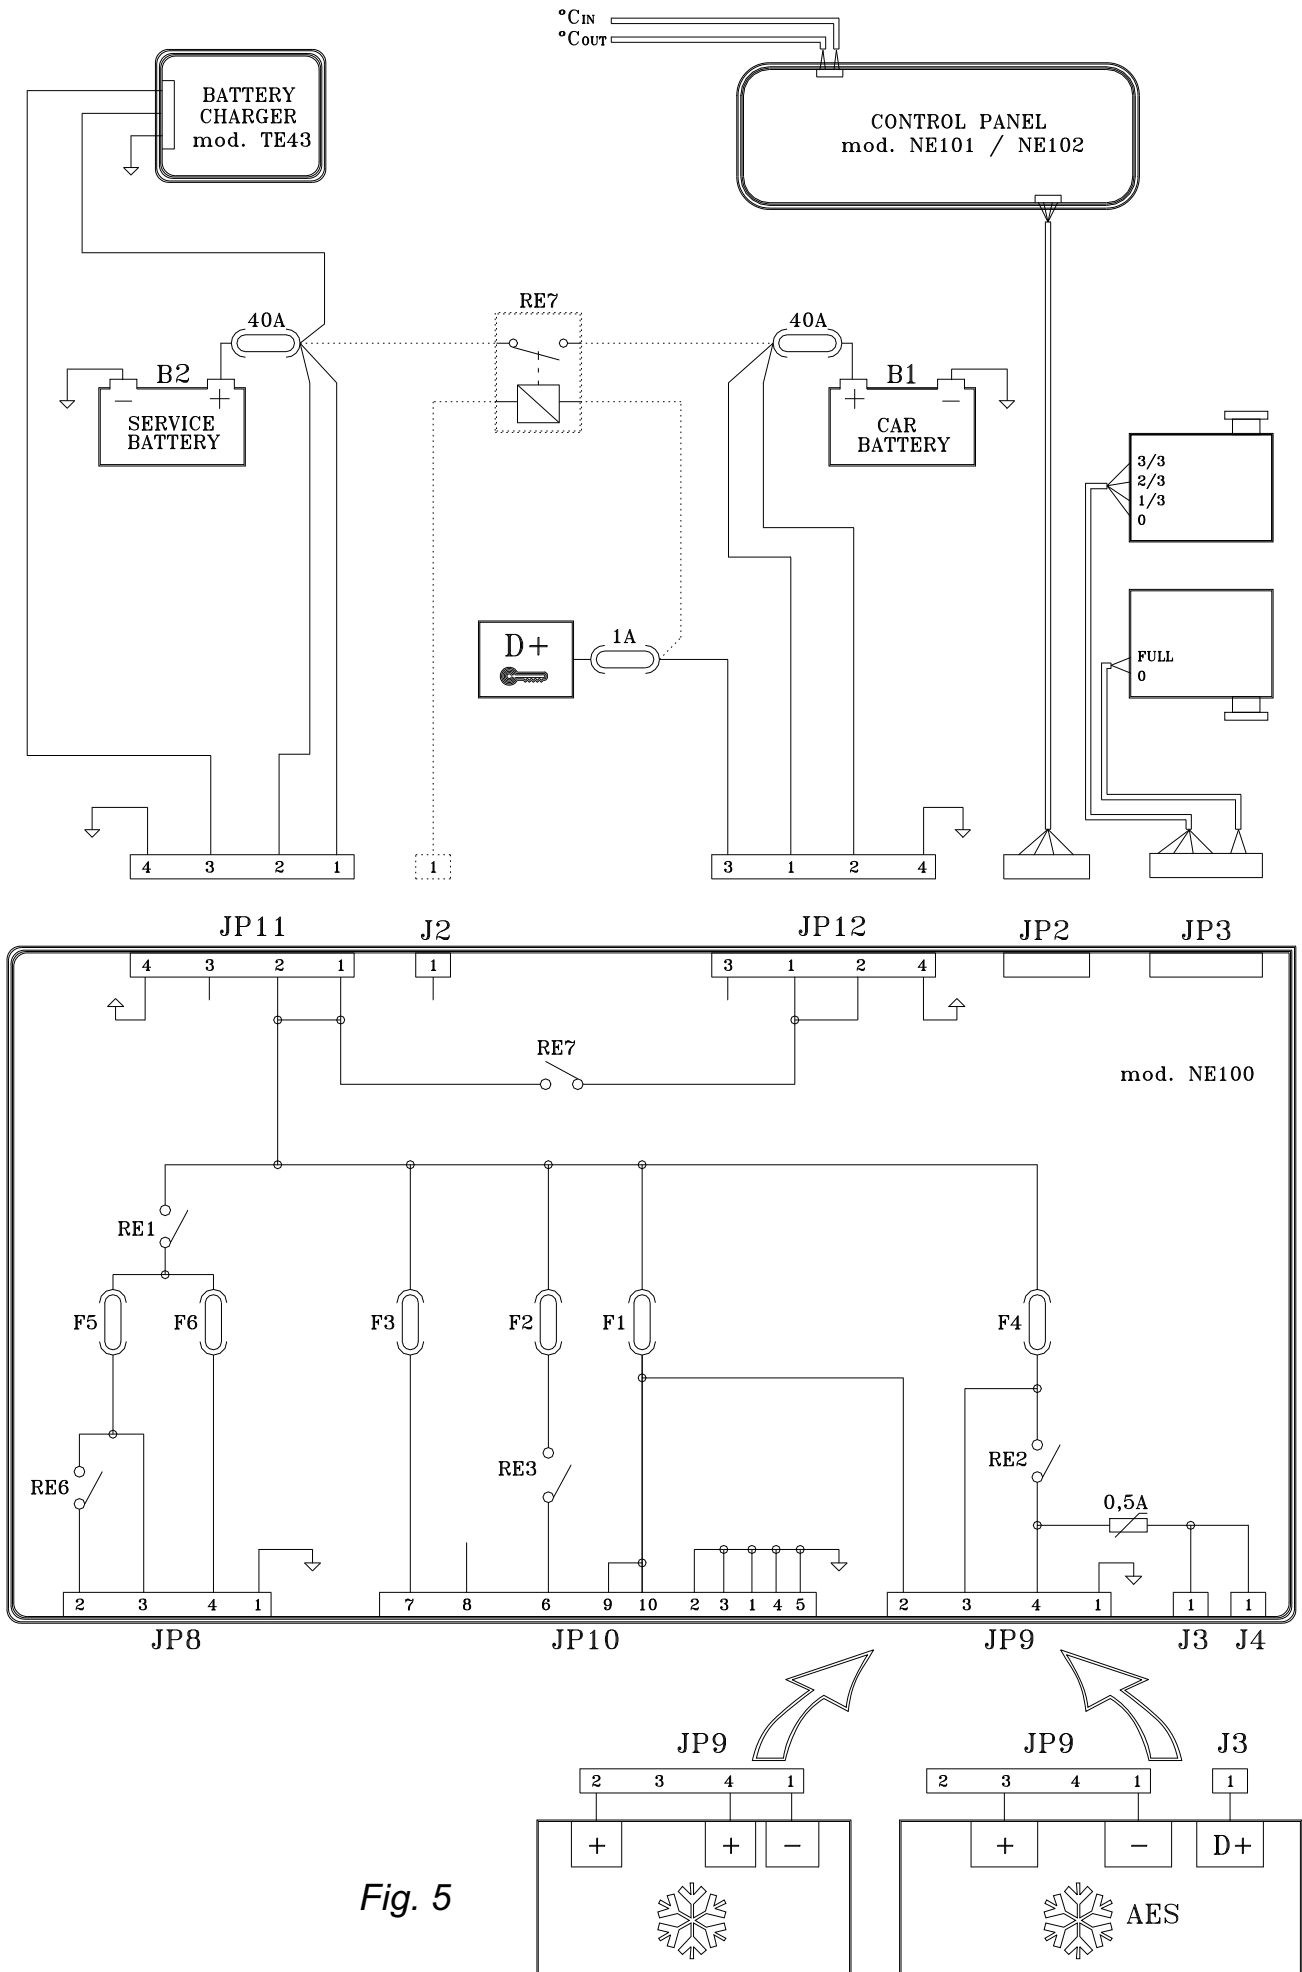 °CIN
°COUT
BATTERY
CHARGER
mod. TE43
CONTROL PANEL
mod. NE101 / NE102
RE7
40A
40A
B2
B1
− +
+ −
SERVICE
BATTERY
CAR
BATTERY
3/3
2/3
1/3
0
D+
1A
FULL
0
4 3 2 1
1
3 1 2 4
JP11
J2
JP12
JP2
JP3
4 3 2 1
1
3 1 2 4
RE7
mod. NE100
RE1
F5
F6
F3
F2
F1
F4
RE6
RE3
RE2
0,5A
2 3 4 1
7 8 6 9 10 2 3 1 4 5
2 3 4 1
1
1
JP8
JP10
JP9
J3
J4
JP9
JP9
J3
2 3 4 1
2 3 4 1
1
+ + −
+ − D+
Fig. 5
AES